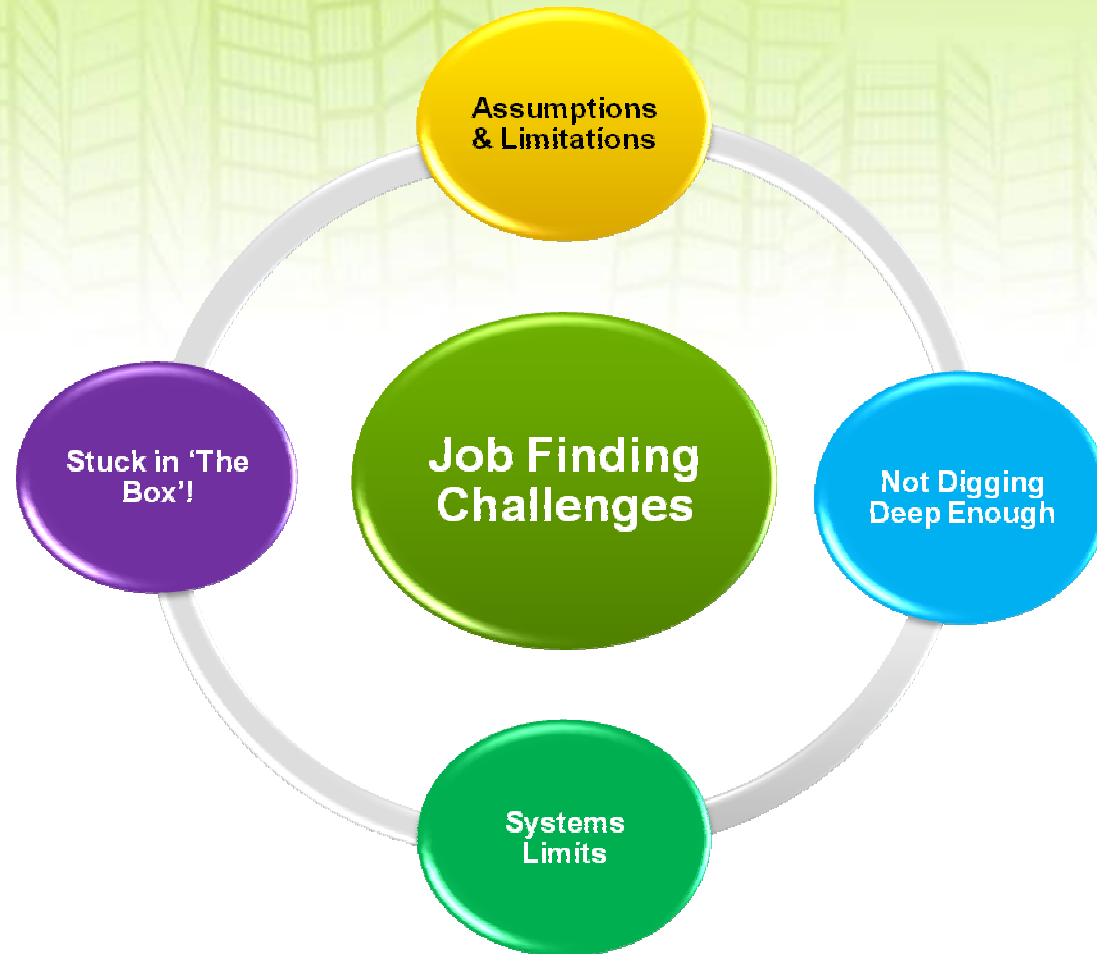 Assumptions
& Limitations
Job Finding
Challenges
Stuck in ‘The
Box’!
Not Digging
Deep Enough
Systems
Limits